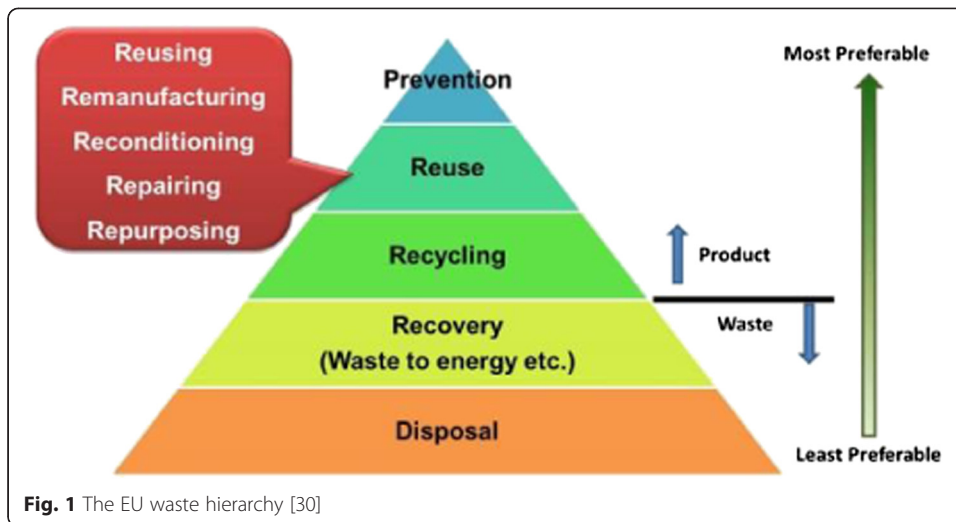 Reusing
Remanufacturing
Reconditioning
Repairing
Repurposing
Prevention
Reuse
Recycling
Recovery
(Waste to energy etc.)
Disposal
Most Preferable
Product
Waste
Least Preferable
Fig. 1 The EU waste hierarchy [30]